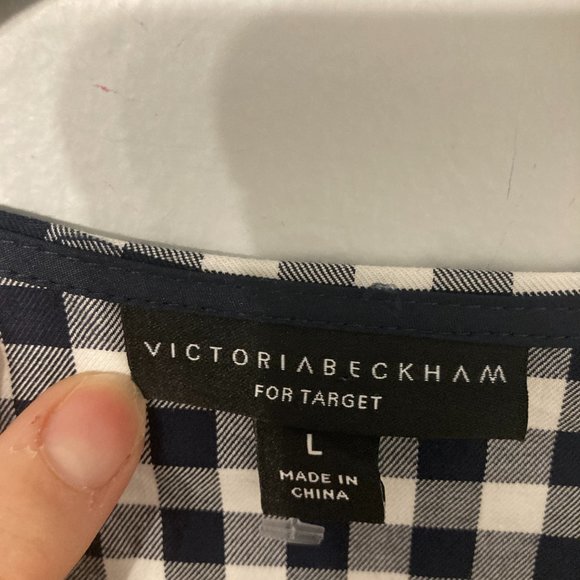 VICTORIABECKHAM
FOR TARGET
L
MADE IN
CHINA